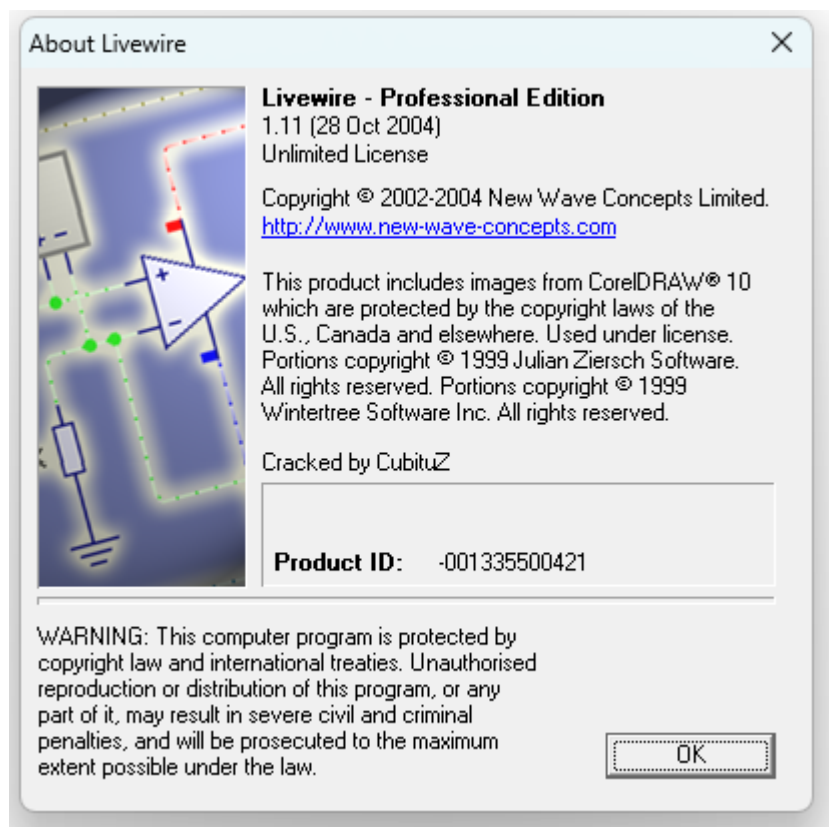 About Livewire
Livewire - Professional Edition
1.11 (28 Oct 2004)
Unlimited License
Copyright © 2002-2004 New Wave Concepts Limited.
http://www.new-wave-concepts.com
This product includes images from CorelDRAW® 10
which are protected by the copyright laws of the
U.S., Canada and elsewhere. Used under license.
Portions copyright © 1999 Julian Ziersch Software.
All rights reserved. Portions copyright © 1999
Wintertree Software Inc. All rights reserved.
Cracked by CubituZ
Product ID: -001335500421
WARNING: This computer program is protected by
copyright law and international treaties. Unauthorised
reproduction or distribution of this program, or any
part of it, may result in severe civil and criminal
penalties, and will be prosecuted to the maximum
extent possible under the law.
OK